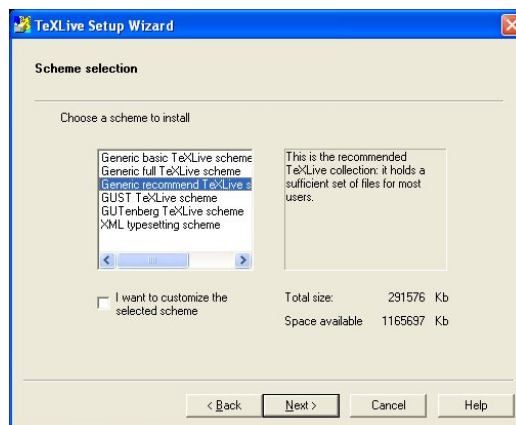 TeXLive Setup Wizard
Scheme selection
Choose a scheme to install
Generic basic TeXLive scheme
Generic full TeXLive scheme
Generic recommend TeXLive s
GUST TeXLive scheme
GUTenberg TeXLive scheme
XML typesetting scheme
This is the recommended
TeXLive collection: it holds a
sufficient set of files for most
users.
I want to customize the
selected scheme
Total size: 291576 Kb
Space available 1165697 Kb
< Back Next > Cancel Help